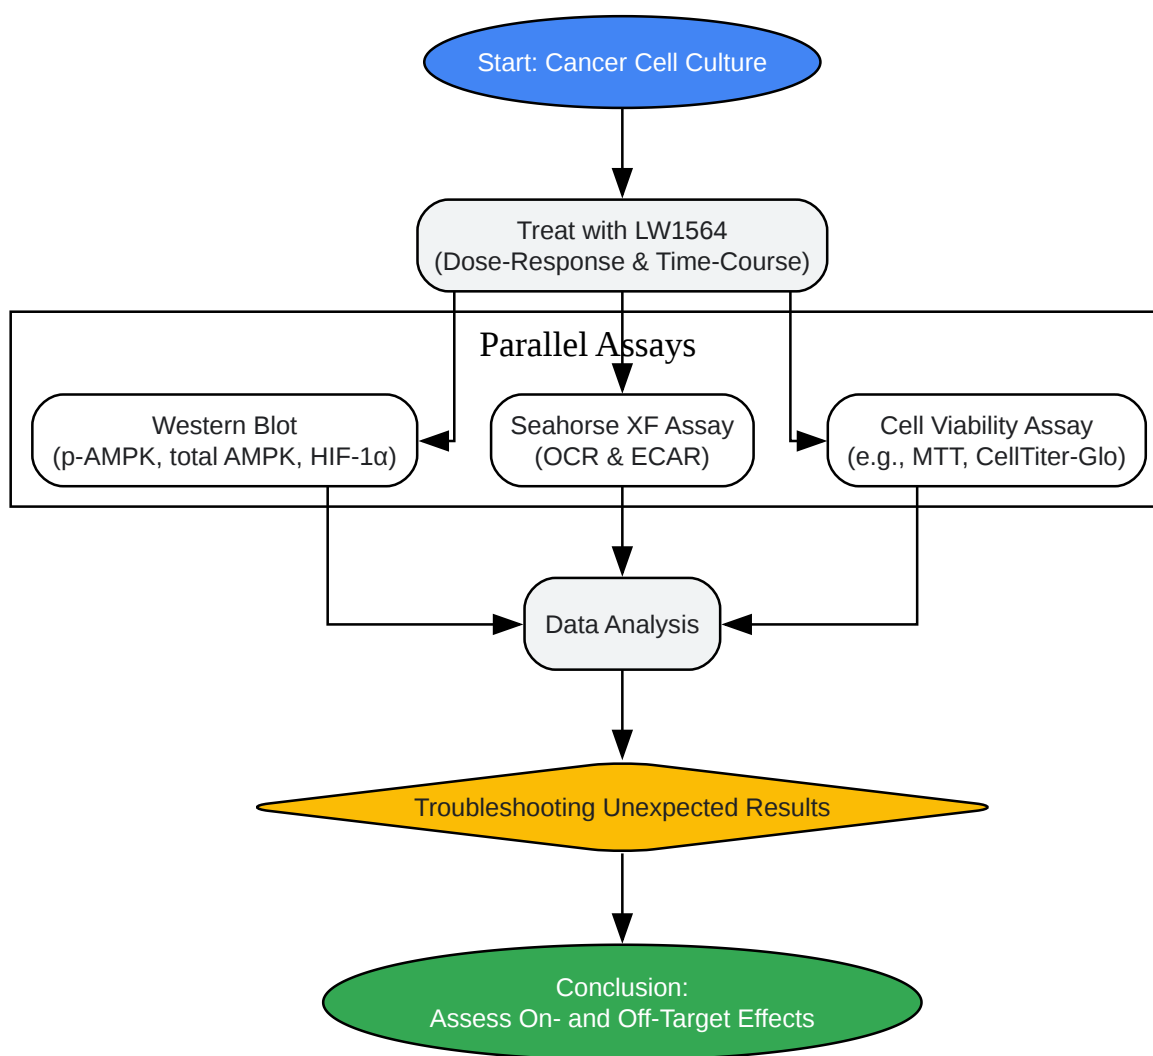 Start: Cancer Cell Culture
Treat with LW1564
(Dose-Response & Time-Course)
Parallel Assays
Western Blot
(p-AMPK, total AMPK, HIF-1α)
Seahorse XF Assay
(OCR & ECAR)
Cell Viability Assay
(e.g., MTT, CellTiter-Glo)
Data Analysis
Troubleshooting Unexpected Results
Conclusion:
Assess On- and Off-Target Effects